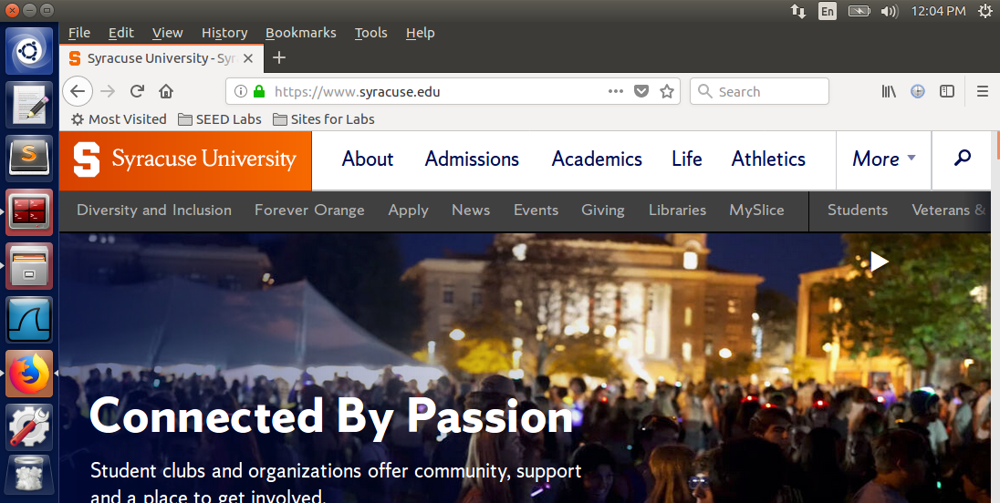 En 12:04 PM
File Edit View History Bookmarks Tools Help
Syracuse University - Syr
https://www.syracuse.edu Search
Most Visited SEED Labs Sites for Labs
S Syracuse University About Admissions Academics Life Athletics More
Diversity and Inclusion Forever Orange Apply News Events Giving Libraries MySlice Students Veterans &
Connected By Passion
Student clubs and organizations offer community, support
and a place to get involved.